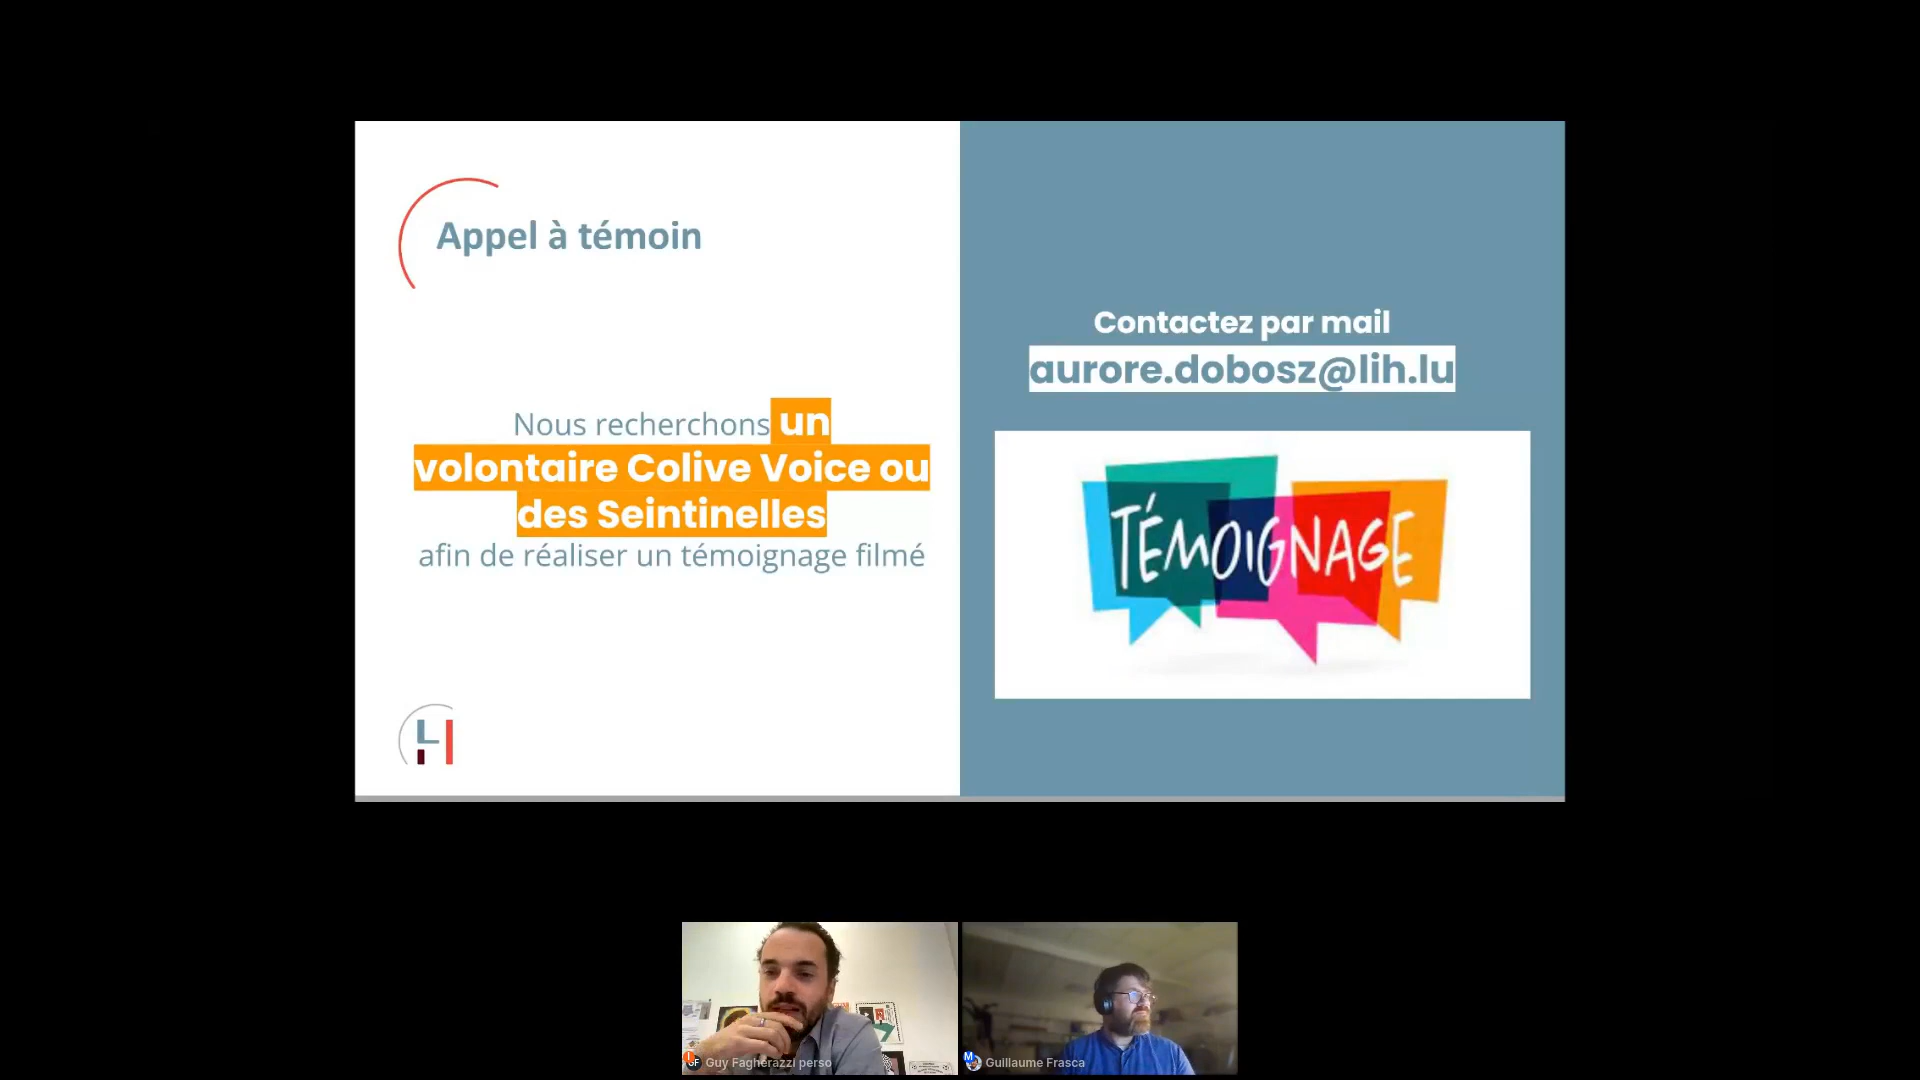 Appel à témoin
Nous recherchons un
volontaire Colive Voice ou
des Seintinelles
afin de réaliser un témoignage filmé
Contactez par mail
aurore.dobosz@lih.lu
TÉMOIGNAGE
LIH
Guy Fagherazzi perso
Guillaume Frasca